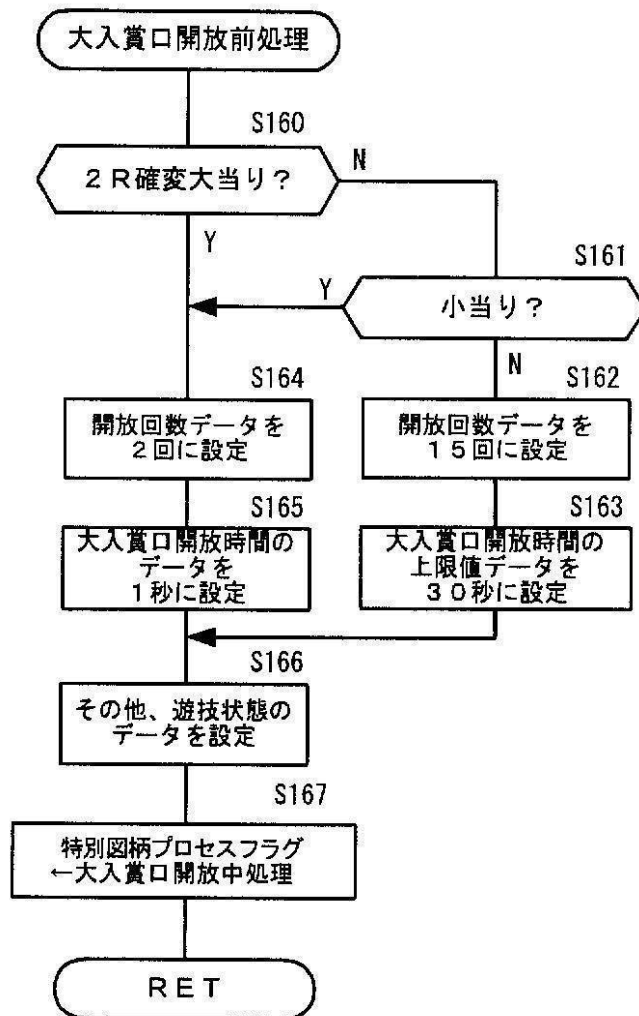 大入賞口開放前処理
S160
２Ｒ確変大当り？
N
Y
S161
小当り？
Y
N
S164
開放回数データを
２回に設定
S162
開放回数データを
１５回に設定
S165
大入賞口開放時間の
データを
１秒に設定
S163
大入賞口開放時間の
上限値データを
３０秒に設定
S166
その他、遊技状態の
データを設定
S167
特別図柄プロセスフラグ
←大入賞口開放中処理
ＲＥＴ